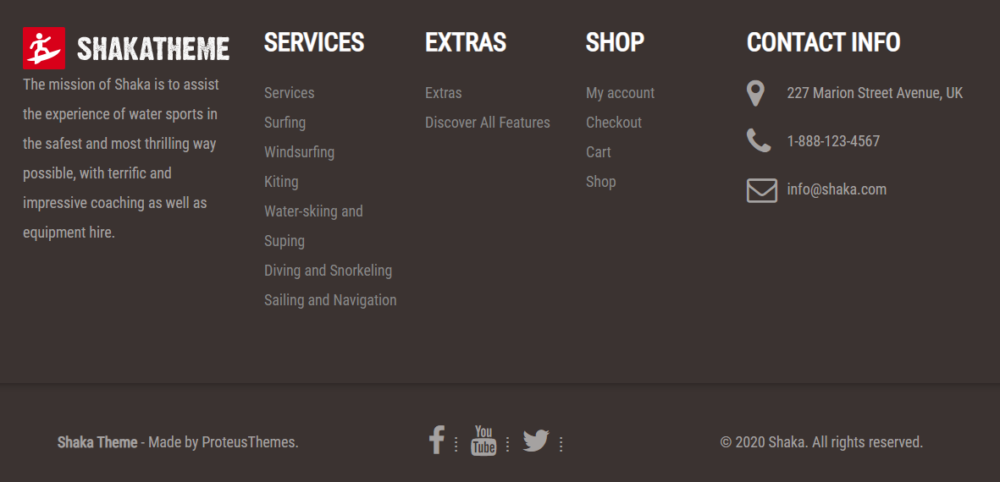 SHAKATHEME
The mission of Shaka is to assist
the experience of water sports in
the safest and most thrilling way
possible, with terrific and
impressive coaching as well as
equipment hire.
SERVICES
Services
Surfing
Windsurfing
Kiting
Water-skiing and
Suping
Diving and Snorkeling
Sailing and Navigation
EXTRAS
Extras
Discover All Features
SHOP
My account
Checkout
Cart
Shop
CONTACT INFO
227 Marion Street Avenue, UK
1-888-123-4567
info@shaka.com
Shaka Theme - Made by ProteusThemes.
You
Tube
© 2020 Shaka. All rights reserved.